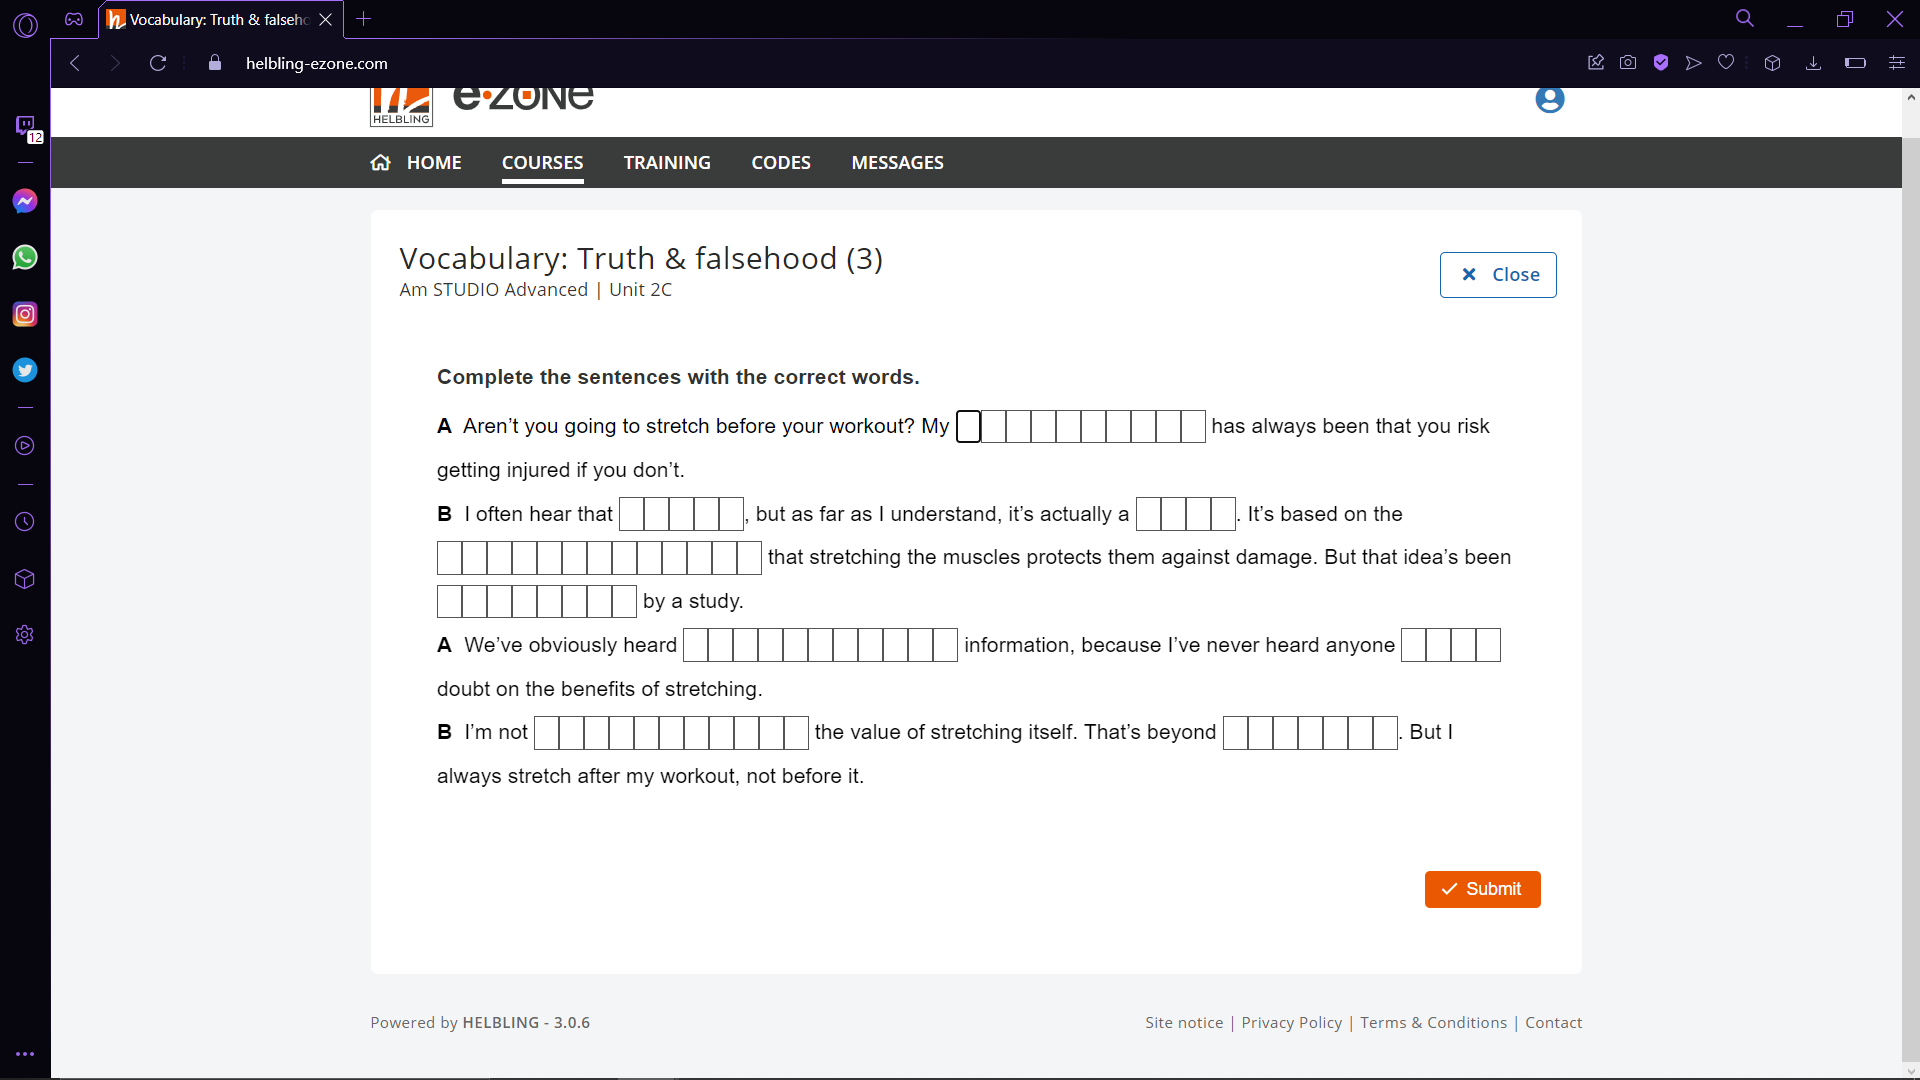 Vocabulary: Truth & falseho
helbling-ezone.com
12
HELBLING
e·zone
HOME COURSES TRAINING CODES MESSAGES
Vocabulary: Truth & falsehood (3)
Am STUDIO Advanced | Unit 2C
Close
Complete the sentences with the correct words.
A Aren't you going to stretch before your workout? My has always been that you risk
getting injured if you don't.
B I often hear that , but as far as I understand, it's actually a . It's based on the
that stretching the muscles protects them against damage. But that idea's been
by a study.
A We've obviously heard information, because I've never heard anyone
doubt on the benefits of stretching.
B I'm not the value of stretching itself. That's beyond . But I
always stretch after my workout, not before it.
Submit
Powered by HELBLING - 3.0.6
Site notice | Privacy Policy | Terms & Conditions | Contact